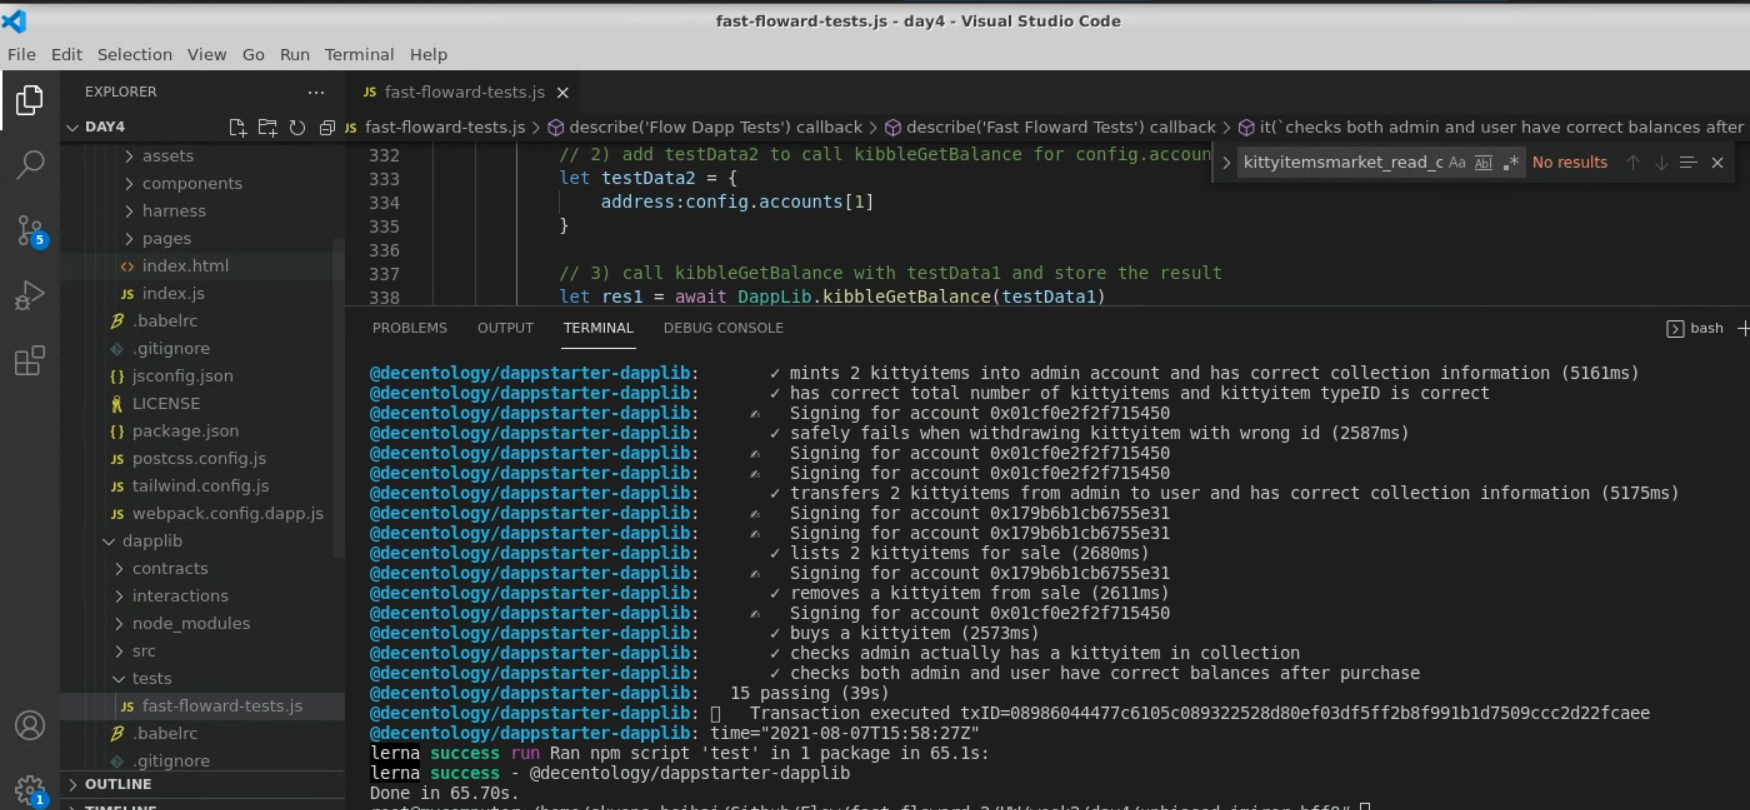 fast-floward-tests.js - day4 - Visual Studio Code
File Edit Selection View Go Run Terminal Help
EXPLORER ···
DAY4
assets
components
harness
pages
<> index.html
JS index.js
.babelrc
.gitignore
{} jsconfig.json
LICENSE
{} package.json
JS postcss.config.js
JS tailwind.config.js
JS webpack.config.dapp.js
dapplib
contracts
interactions
node_modules
src
tests
JS fast-floward-tests.js
.babelrc
.gitignore
OUTLINE
TIMELINE
5
1
JS fast-floward-tests.js
JS fast-floward-tests.js > describe('Flow Dapp Tests') callback > describe('Fast Floward Tests') callback > it(`checks both admin and user have correct balances after
kittyitemsmarket_read_c Aa Ab .* No results
332 // 2) add testData2 to call kibbleGetBalance for config.accoun
333 let testData2 = {
334 address:config.accounts[1]
335 }
336
337 // 3) call kibbleGetBalance with testData1 and store the result
338 let res1 = await DappLib.kibbleGetBalance(testData1)
PROBLEMS OUTPUT TERMINAL DEBUG CONSOLE
bash
@decentology/dappstarter-dapplib: ✓ mints 2 kittyitems into admin account and has correct collection information (5161ms)
@decentology/dappstarter-dapplib: ✓ has correct total number of kittyitems and kittyitem typeID is correct
@decentology/dappstarter-dapplib: ✍ Signing for account 0x01cf0e2f2f715450
@decentology/dappstarter-dapplib: ✓ safely fails when withdrawing kittyitem with wrong id (2587ms)
@decentology/dappstarter-dapplib: ✍ Signing for account 0x01cf0e2f2f715450
@decentology/dappstarter-dapplib: ✍ Signing for account 0x01cf0e2f2f715450
@decentology/dappstarter-dapplib: ✓ transfers 2 kittyitems from admin to user and has correct collection information (5175ms)
@decentology/dappstarter-dapplib: ✍ Signing for account 0x179b6b1cb6755e31
@decentology/dappstarter-dapplib: ✍ Signing for account 0x179b6b1cb6755e31
@decentology/dappstarter-dapplib: ✓ lists 2 kittyitems for sale (2680ms)
@decentology/dappstarter-dapplib: ✍ Signing for account 0x179b6b1cb6755e31
@decentology/dappstarter-dapplib: ✓ removes a kittyitem from sale (2611ms)
@decentology/dappstarter-dapplib: ✍ Signing for account 0x01cf0e2f2f715450
@decentology/dappstarter-dapplib: ✓ buys a kittyitem (2573ms)
@decentology/dappstarter-dapplib: ✓ checks admin actually has a kittyitem in collection
@decentology/dappstarter-dapplib: ✓ checks both admin and user have correct balances after purchase
@decentology/dappstarter-dapplib: 15 passing (39s)
@decentology/dappstarter-dapplib: Transaction executed txID=08986044477c6105c089322528d80ef03df5ff2b8f991b1d7509ccc2d22fcaee
@decentology/dappstarter-dapplib: time="2021-08-07T15:58:27Z"
lerna success run Ran npm script 'test' in 1 package in 65.1s:
lerna success - @decentology/dappstarter-dapplib
Done in 65.70s.